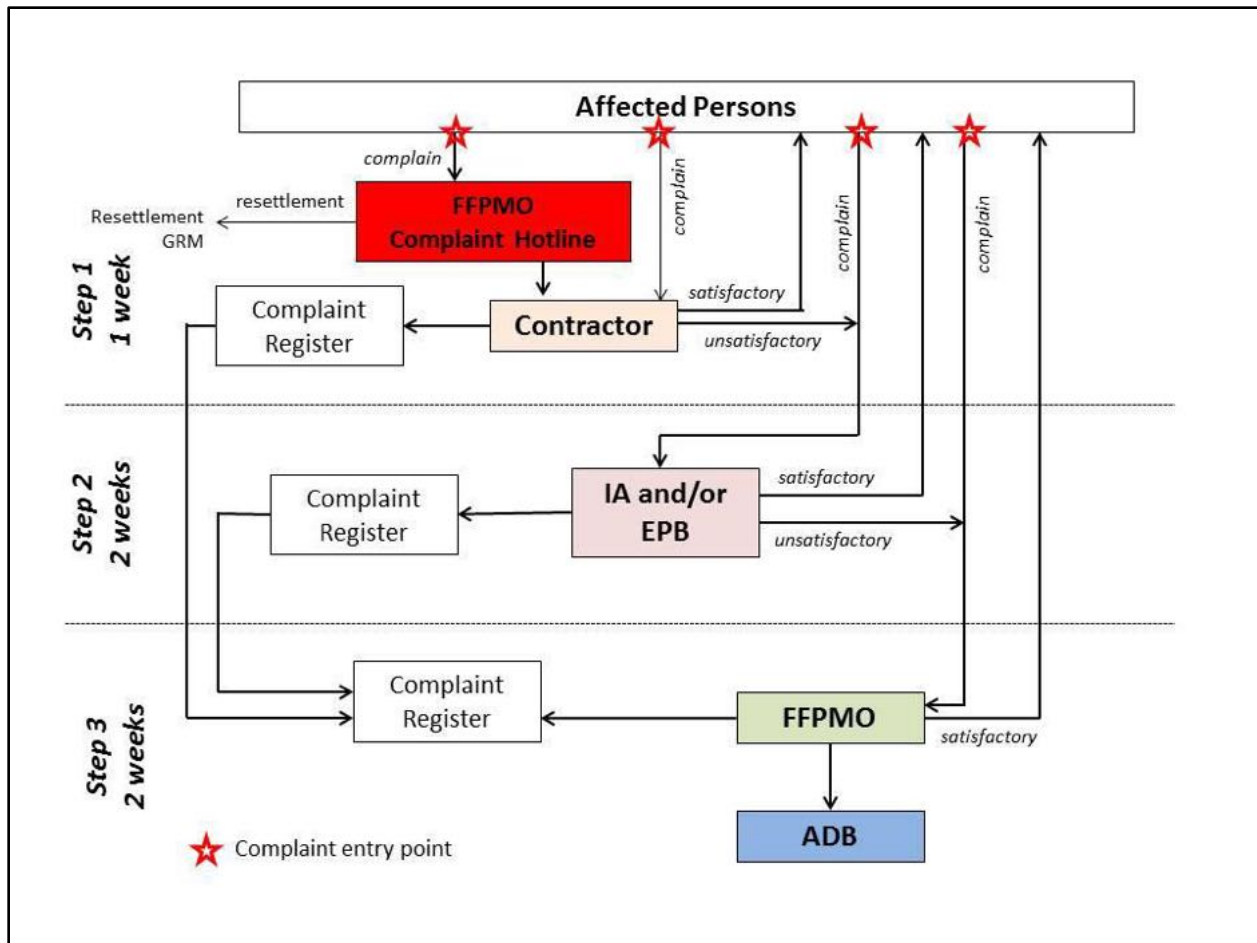 Affected Persons
complain
complain
complain
complain
FFPMO
Complaint Hotline
resettlement
Resettlement
GRM
Step 1
1 week
Complaint
Register
Contractor
satisfactory
unsatisfactory
Step 2
2 weeks
Complaint
Register
IA and/or
EPB
satisfactory
unsatisfactory
Step 3
2 weeks
Complaint
Register
FFPMO
satisfactory
ADB
Complaint entry point